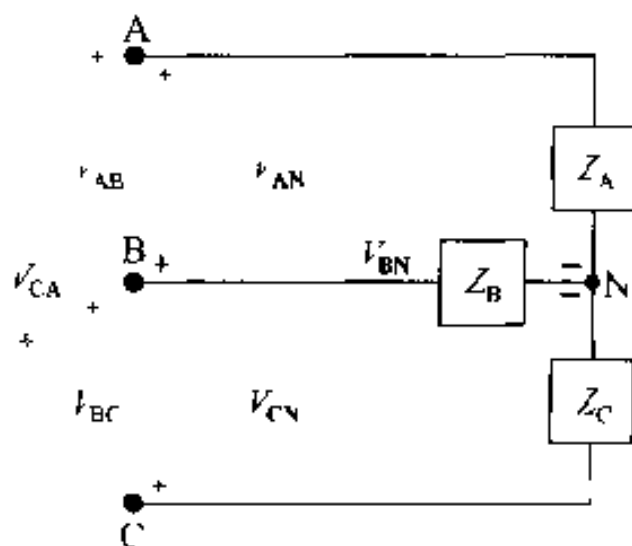 A
+ +
Z_A
V_AB V_AN
B + V_BN
V_CA Z_B = N
+
+
V_BC V_CN Z_C
+
C